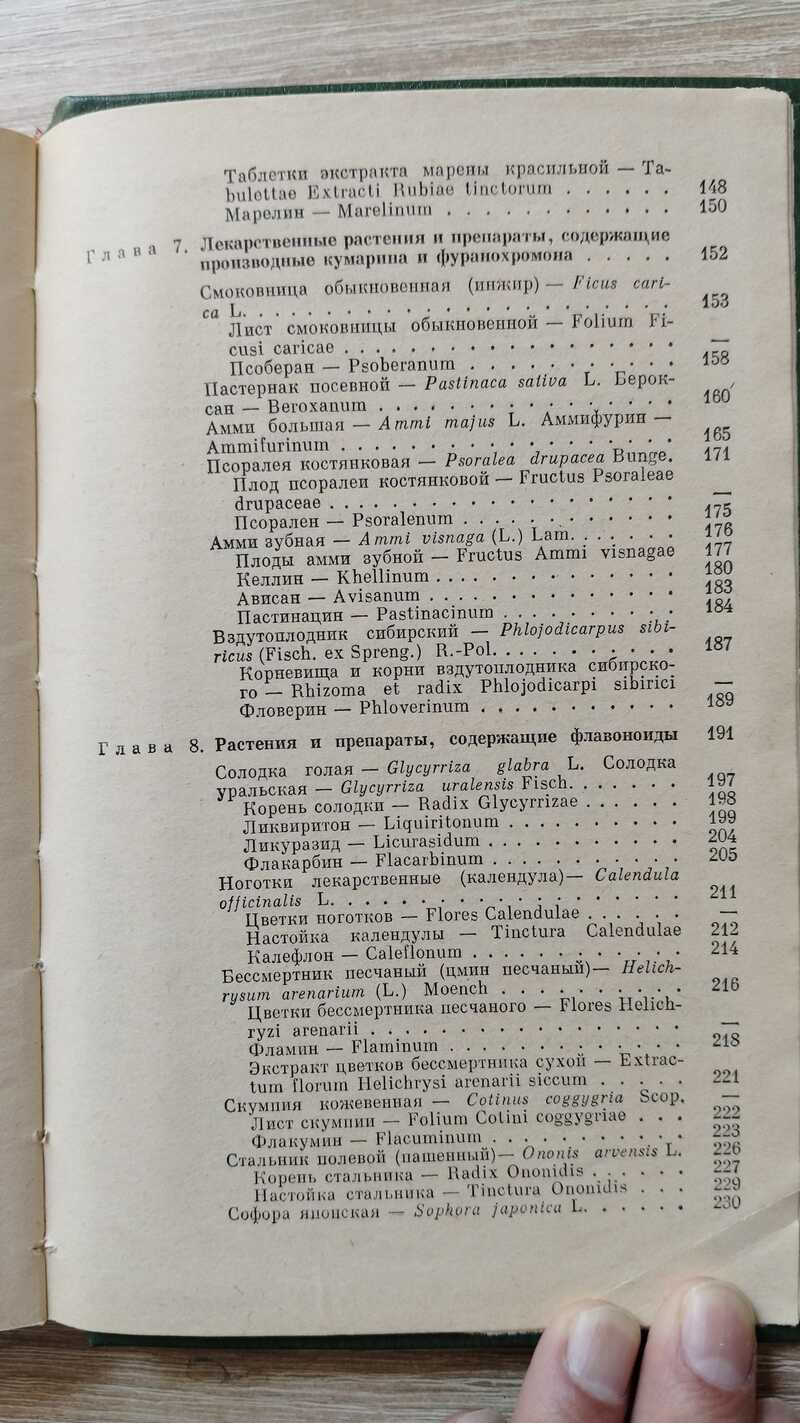 Таблетки экстракта марены красильной — Ta-
bulettae Extracti Rubiae tinctorum . . . . . . 148
Марелин — Marelinum . . . . . . . . . . . . 150
Глава 7. Лекарственные растения и препараты, содержащие
производные кумарина и фуранохромона . . . . . 152
Смоковница обыкновенная (инжир) — Ficus cari-
ca L. . . . . . . . . . . . . . . . . . . 153
Лист смоковницы обыкновенной — Folium Fi-
cusi caricae . . . . . . . . . . . . . . . . . —
Псоберан — Psoberanum . . . . . . . . . . . 158
Пастернак посевной — Pastinaca sativa L. Берок-
сан — Beroxanum . . . . . . . . . . . . . . . 160
Амми большая — Ammi majus L. Аммифурин —
Ammifurinum . . . . . . . . . . . . . . . . . 165
Псоралея костянковая — Psoralea drupacea Bunge. 171
Плод псоралеи костянковой — Fructus Psoraleae
drupaceae . . . . . . . . . . . . . . . . . . —
Псорален — Psoralenum . . . . . . . . . . . . 175
Амми зубная — Ammi visnaga (L.) Lam. . . . . . . 176
Плоды амми зубной — Fructus Ammi visnagae 177
Келлин — Khellinum . . . . . . . . . . . . . 180
Ависан — Avisanum . . . . . . . . . . . . . . 183
Пастинацин — Pastinacinum . . . . . . . . . . 184
Вздутоплодник сибирский — Phlojodicarpus sibi-
ricus (Fisch. ex Spreng.) R.-Pol. . . . . . . . . . . 187
Корневища и корни вздутоплодника сибирско-
го — Rhizoma et radix Phlojodicarpi sibirici —
Фловерин — Phloverinum . . . . . . . . . . . 189
Глава 8. Растения и препараты, содержащие флавоноиды 191
Солодка голая — Glycyrriza glabra L. Солодка
уральская — Glycyrriza uralensis Fisch. . . . . . . 197
Корень солодки — Radix Glycyrrizae . . . . . . 198
Ликвиритон — Liquiritonum . . . . . . . . . . 199
Ликуразид — Licurasidum . . . . . . . . . . . 204
Флакарбин — Flacarbinum . . . . . . . . . . . 205
Ноготки лекарственные (календула)— Calendula
officinalis L. . . . . . . . . . . . . . . . . . . 211
Цветки ноготков — Flores Calendulae . . . . . . —
Настойка календулы — Tinctura Calendulae 212
Калефлон — Caleflonum . . . . . . . . . . . . 214
Бессмертник песчаный (цмин песчаный)— Helich-
rysum arenarium (L.) Moench . . . . . . . . . . 216
Цветки бессмертника песчаного — Flores Helich-
ryzi arenarii . . . . . . . . . . . . . . . . . —
Фламин — Flaminum . . . . . . . . . . . . . 218
Экстракт цветков бессмертника сухой — Extrac-
tum florum Helichrysi arenarii siccum . . . . . 221
Скумпия кожевенная — Cotinus coggygria Scop. —
Лист скумпии — Folium Cotini coggygriae . . . 222
Флакумин — Flacuminum . . . . . . . . . . . 223
Стальник полевой (пашенный)— Ononis arvensis L. 226
Корень стальника — Radix Ononidis . . . . . . 227
Настойка стальника — Tinctura Ononidis . . . 229
Софора японская — Sophora japonica L. . . . . . 230